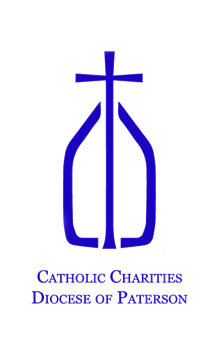 Catholic Charities
Diocese of Paterson